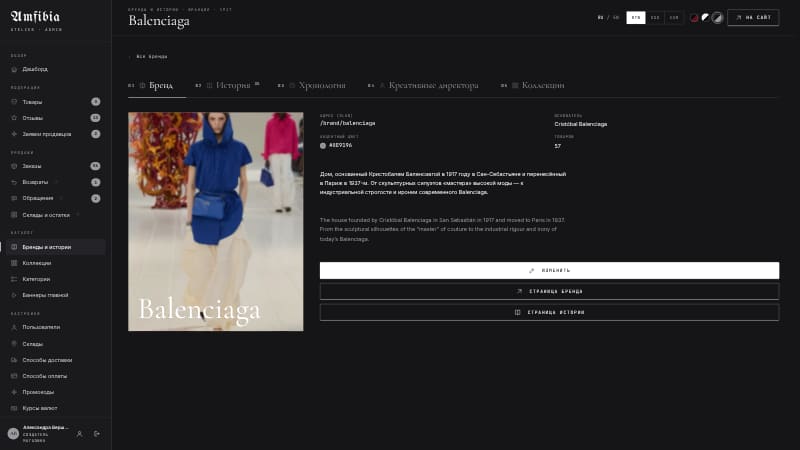 Amfibia
ATELIER · ADMIN
ОБЗОР
Дашборд
МОДЕРАЦИЯ
Товары
Отзывы
Заявки продавцов
ПРОДАЖИ
Заказы
Возвраты
Обращения
Склады и остатки
КАТАЛОГ
Бренды и истории
Коллекции
Категории
Баннеры главной
НАСТРОЙКИ
Пользователи
Склады
Способы доставки
Способы оплаты
Промокоды
Курсы валют
Александра Верш...
СОЗДАТЕЛЬ МАГАЗИНА
БРЕНДЫ И ИСТОРИИ · ФРАНЦИЯ · 1917
Balenciaga
RU / EN
BYN
USD
EUR
НА САЙТ
Все бренды
01 Бренд
02 История
03 Хронология
04 Креативные директора
05 Коллекции
Balenciaga
АДРЕС (SLUG)
/brand/balenciaga
ОСНОВАТЕЛЬ
Cristóbal Balenciaga
АКЦЕНТНЫЙ ЦВЕТ
#8E9196
ТОВАРОВ
57
Дом, основанный Кристобалем Баленсиагой в 1917 году в Сан-Себастьяне и перенесённый
в Париж в 1937-м. От скульптурных силуэтов «мастера» высокой моды — к
индустриальной строгости и иронии современного Balenciaga.
The house founded by Cristóbal Balenciaga in San Sebastián in 1917 and moved to Paris in 1937.
From the sculptural silhouettes of the "master" of couture to the industrial rigour and irony of
today's Balenciaga.
ИЗМЕНИТЬ
СТРАНИЦА БРЕНДА
СТРАНИЦА ИСТОРИИ